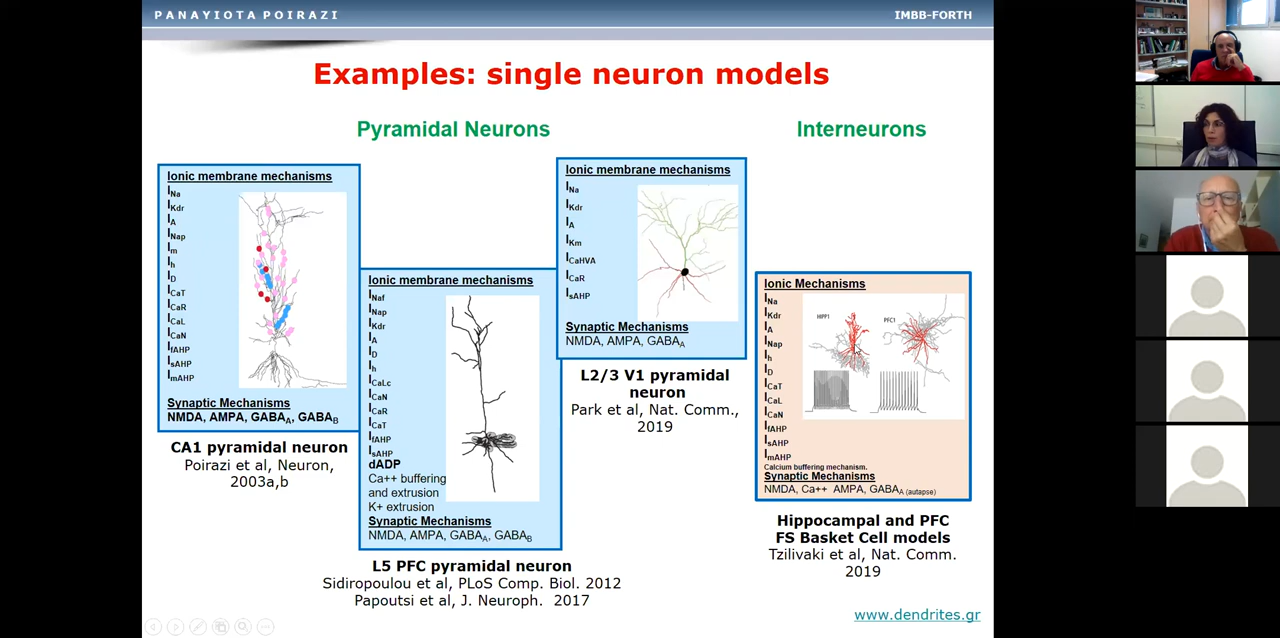 PANAYIOTA POIRAZI
IMBB-FORTH
Examples: single neuron models
Pyramidal Neurons
Interneurons
Ionic membrane mechanisms
INa
IKdr
IA
INap
Im
Ih
ID
ICaT
ICaR
ICaL
ICaN
IfAHP
IsAHP
ImAHP
Synaptic Mechanisms
NMDA, AMPA, GABAA, GABAB
CA1 pyramidal neuron
Poirazi et al, Neuron,
2003a,b
Ionic membrane mechanisms
INaf
INap
IKdr
IA
ID
Ih
ICaLc
ICaN
ICaR
ICaT
IfAHP
IsAHP
dADP
Ca++ buffering
and extrusion
K+ extrusion
Synaptic Mechanisms
NMDA, AMPA, GABAA, GABAB
L5 PFC pyramidal neuron
Sidiropoulou et al, PLoS Comp. Biol. 2012
Papoutsi et al, J. Neuroph. 2017
Ionic membrane mechanisms
INa
IKdr
IA
IKm
ICaHVA
ICaR
IsAHP
Synaptic Mechanisms
NMDA, AMPA, GABAA
L2/3 V1 pyramidal
neuron
Park et al, Nat. Comm.,
2019
Ionic Mechanisms
INa
IKdr
IA
INap
Ih
ID
ICaT
ICaL
ICaN
IfAHP
IsAHP
ImAHP
HIPP1
PFC1
Calcium buffering mechanism.
Synaptic Mechanisms
NMDA, Ca++ AMPA, GABAA (autapse)
Hippocampal and PFC
FS Basket Cell models
Tzilivaki et al, Nat. Comm.
2019
www.dendrites.gr